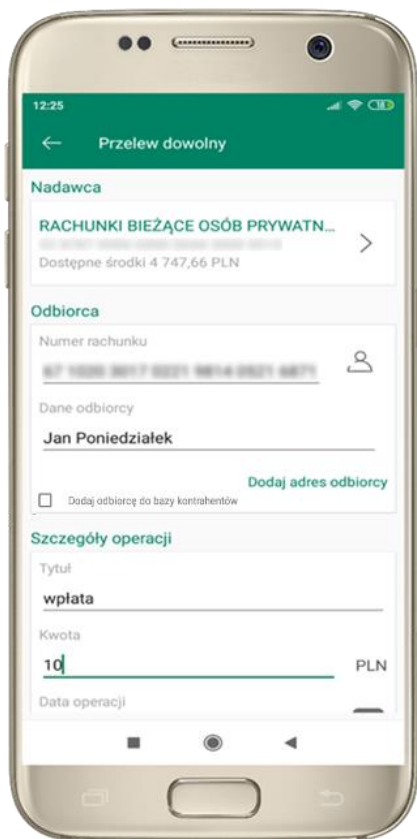 12:25
18
Przelew dowolny
Nadawca
RACHUNKI BIEŻĄCE OSÓB PRYWATN...
Dostępne środki 4 747,66 PLN
Odbiorca
Numer rachunku
Dane odbiorcy
Jan Poniedziałek
Dodaj adres odbiorcy
Dodaj odbiorcę do bazy kontrahentów
Szczegóły operacji
Tytuł
wpłata
Kwota
10 PLN
Data operacji